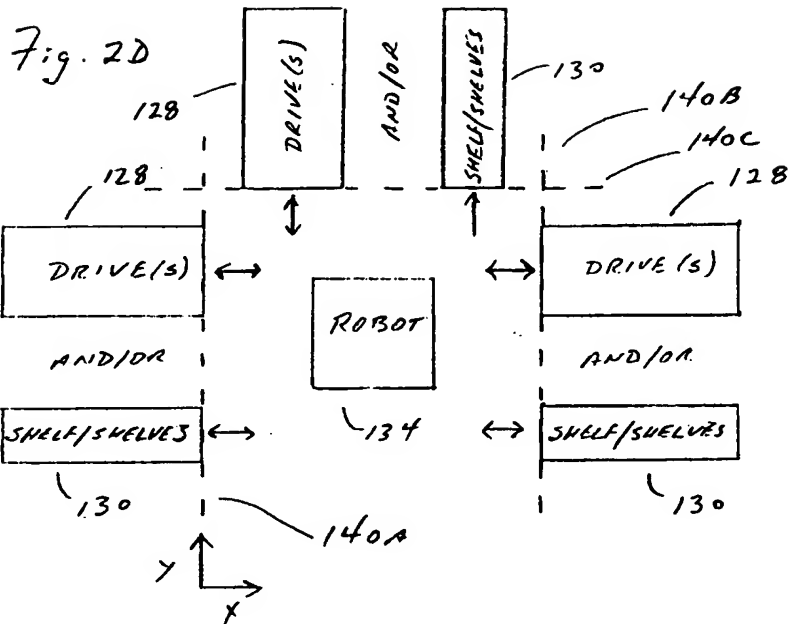 Fig. 2D
128
DRIVE(S)
AND/OR
SHELF/SHELVES
130
140B
140C
128
128
DRIVE(S)
ROBOT
DRIVE(S)
AND/OR
AND/OR
134
SHELF/SHELVES
SHELF/SHELVES
130
130
140A
Y
X